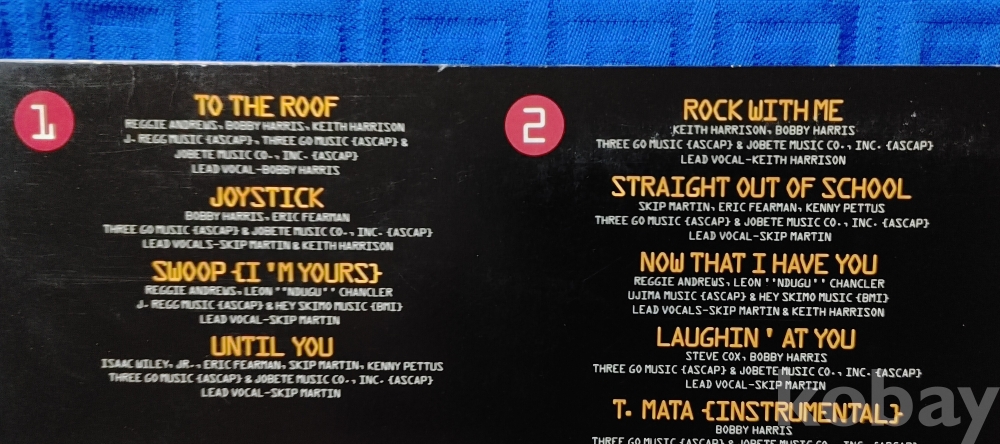 1
TO THE ROOF
REGGIE ANDREWS, BOBBY HARRIS, KEITH HARRISON
J. REGG MUSIC {ASCAP}, THREE GO MUSIC {ASCAP} &
JOBETE MUSIC CO., INC. {ASCAP}
LEAD VOCAL-BOBBY HARRIS
JOYSTICK
BOBBY HARRIS, ERIC FEARMAN
THREE GO MUSIC {ASCAP} & JOBETE MUSIC CO., INC. {ASCAP}
LEAD VOCALS-SKIP MARTIN & KEITH HARRISON
SWOOP {I 'M YOURS}
REGGIE ANDREWS, LEON ''NDUGU'' CHANCLER
J. REGG MUSIC {ASCAP} & HEY SKIMO MUSIC {BMI}
LEAD VOCAL-SKIP MARTIN
UNTIL YOU
ISAAC WILEY, JR., ERIC FEARMAN, SKIP MARTIN, KENNY PETTUS
THREE GO MUSIC {ASCAP} & JOBETE MUSIC CO., INC. {ASCAP}
LEAD VOCAL-SKIP MARTIN
2
ROCK WITH ME
KEITH HARRISON, BOBBY HARRIS
THREE GO MUSIC {ASCAP} & JOBETE MUSIC CO., INC. {ASCAP}
LEAD VOCAL-KEITH HARRISON
STRAIGHT OUT OF SCHOOL
SKIP MARTIN, ERIC FEARMAN, KENNY PETTUS
THREE GO MUSIC {ASCAP} & JOBETE MUSIC CO., INC. {ASCAP}
LEAD VOCAL-SKIP MARTIN
NOW THAT I HAVE YOU
REGGIE ANDREWS, LEON ''NDUGU'' CHANCLER
UJIMA MUSIC {ASCAP} & HEY SKIMO MUSIC {BMI}
LEAD VOCALS-SKIP MARTIN & KEITH HARRISON
LAUGHIN ' AT YOU
STEVE COX, BOBBY HARRIS
THREE GO MUSIC {ASCAP} & JOBETE MUSIC CO., INC. {ASCAP}
LEAD VOCAL-SKIP MARTIN
T. MATA {INSTRUMENTAL}
BOBBY HARRIS
THREE GO MUSIC {ASCAP} & JOBETE MUSIC CO., INC. {ASCAP}
kobay